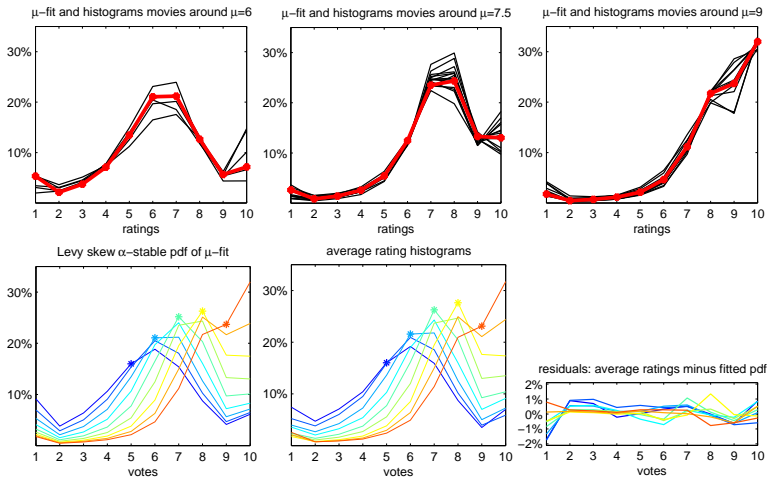 μ−fit and histograms movies around μ=6
30%
20%
10%
1 2 3 4 5 6 7 8 9 10
ratings
μ−fit and histograms movies around μ=7.5
30%
20%
10%
1 2 3 4 5 6 7 8 9 10
ratings
μ−fit and histograms movies around μ=9
30%
20%
10%
1 2 3 4 5 6 7 8 9 10
ratings
Levy skew α−stable pdf of μ−fit
30%
20%
10%
1 2 3 4 5 6 7 8 9 10
votes
average rating histograms
30%
20%
10%
1 2 3 4 5 6 7 8 9 10
votes
residuals: average ratings minus fitted pdf
2%
1%
0%
−1%
−2%
1 2 3 4 5 6 7 8 9 10
votes